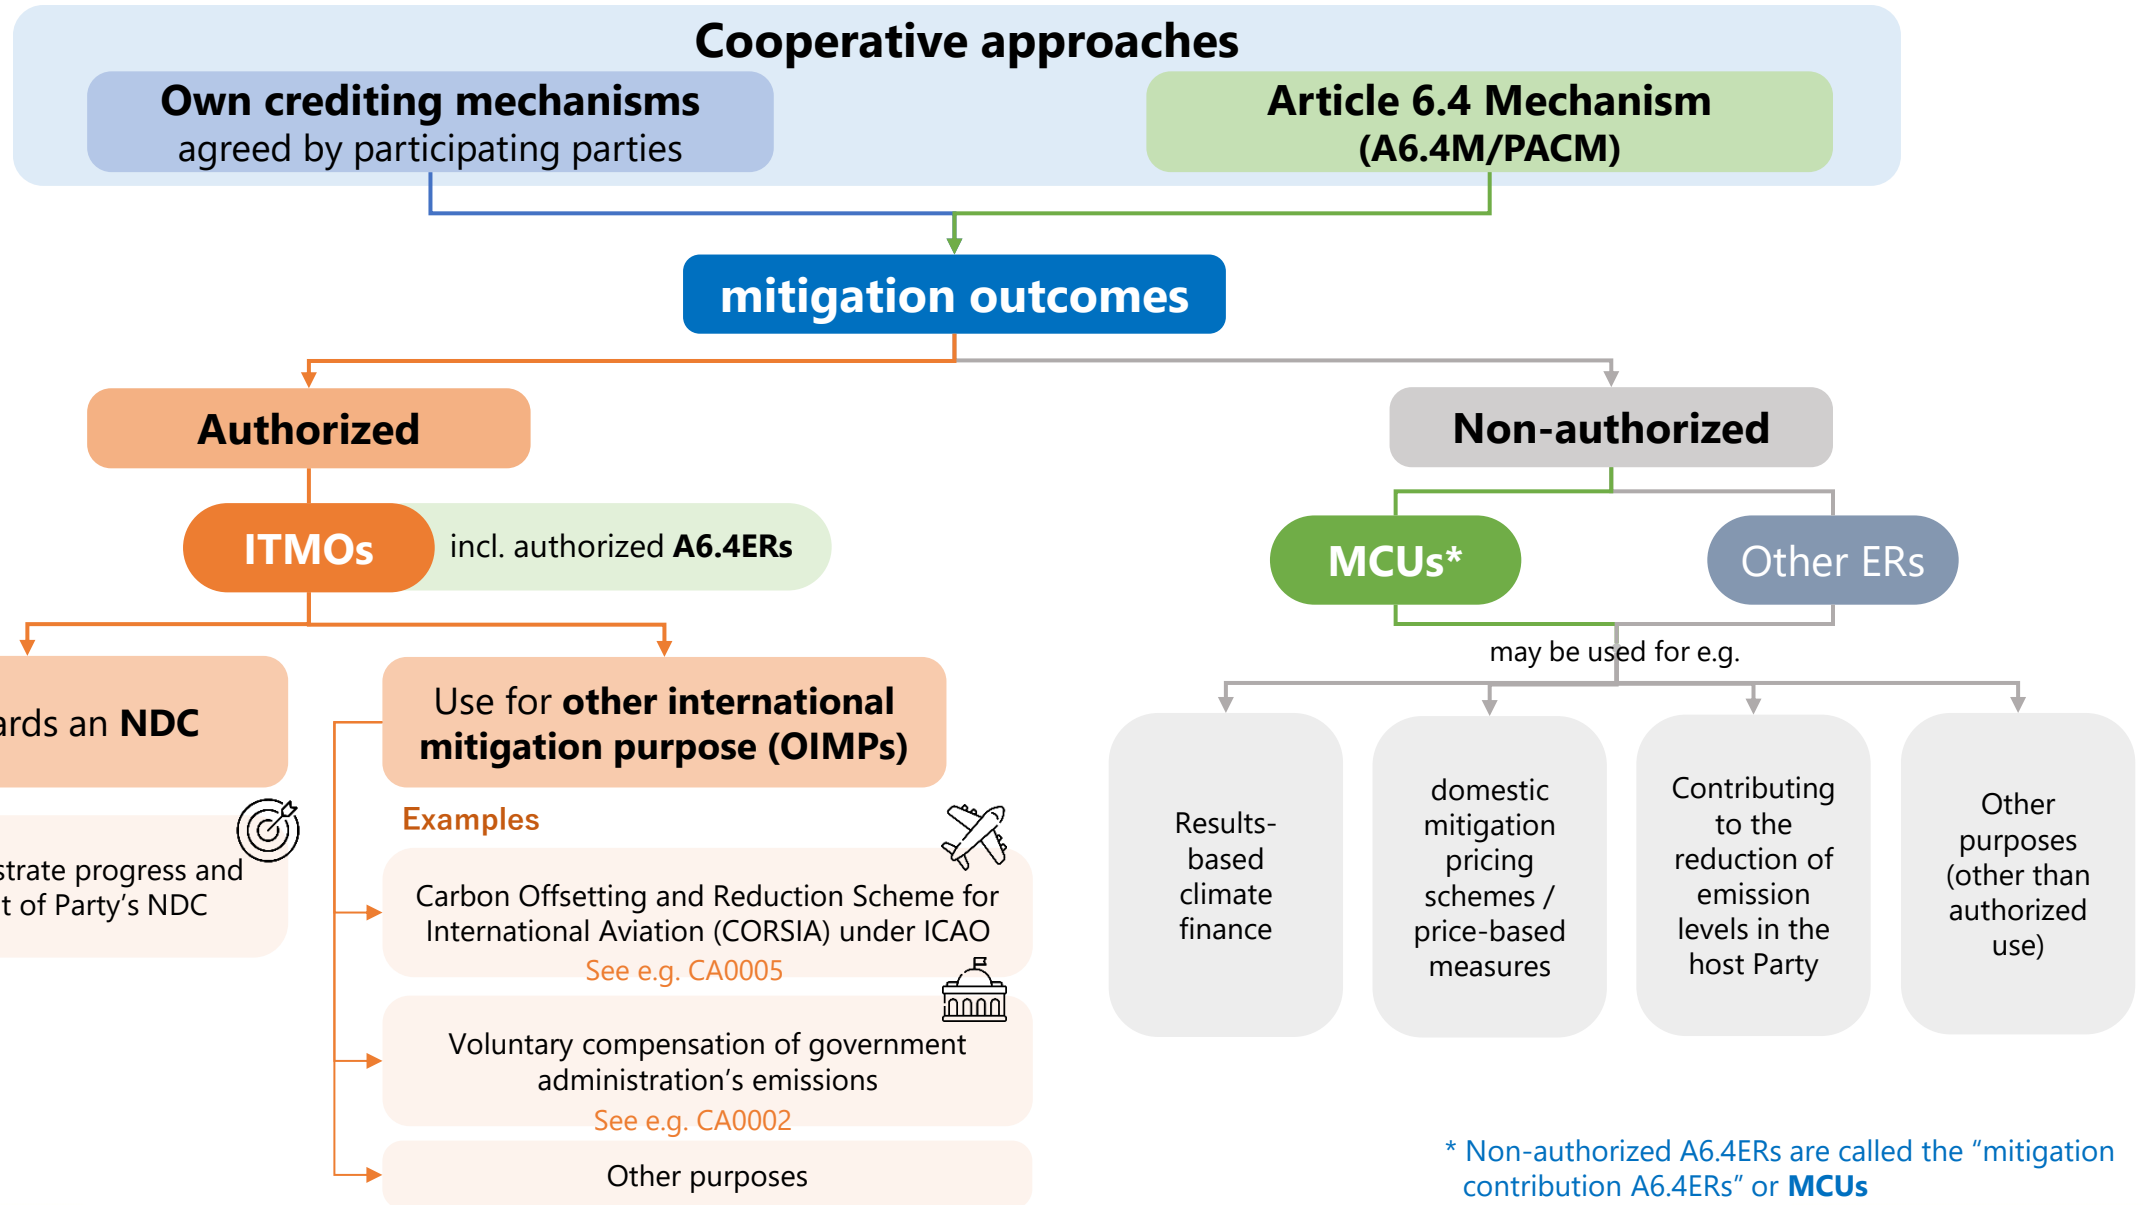 Cooperative approaches
Own crediting mechanisms
agreed by participating parties
Article 6.4 Mechanism
(A6.4M/PACM)
mitigation outcomes
Authorized
Non-authorized
ITMOs
incl. authorized A6.4ERs
MCUs*
Other ERs
may be used for e.g.
an NDC
Use for other international
mitigation purpose (OIMPs)
Examples
progress and
of Party’s NDC
Carbon Offsetting and Reduction Scheme for
International Aviation (CORSIA) under ICAO
See e.g. CA0005
Voluntary compensation of government
administration’s emissions
See e.g. CA0002
Other purposes
Results-
based
climate
finance
domestic
mitigation
pricing
schemes /
price-based
measures
Contributing
to the
reduction of
emission
levels in the
host Party
Other
purposes
(other than
authorized
use)
* Non-authorized A6.4ERs are called the “mitigation
contribution A6.4ERs” or MCUs